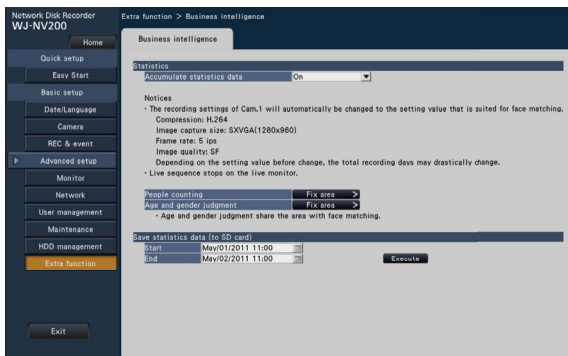 Network Disk Recorder
WJ-NV200
Home
Quick setup
Easy Start
Basic setup
Date/Language
Camera
REC & event
Advanced setup
Monitor
Network
User management
Maintenance
HDD management
Extra function
Exit
Extra function > Business intelligence
Business intelligence
Statistics
Accumulate statistics data On
Notices
・The recording settings of Cam.1 will automatically be changed to the setting value that is suited for face matching.
Compression: H.264
Image capture size: SXVGA(1280x960)
Frame rate: 5 ips
Image quality: SF
Depending on the setting value before change, the total recording days may drastically change.
・Live sequence stops on the live monitor.
People counting Fix area >
Age and gender judgment Fix area >
・Age and gender judgment share the area with face matching.
Save statistics data (to SD card)
Start May/01/2011 11:00
End May/02/2011 11:00 Execute